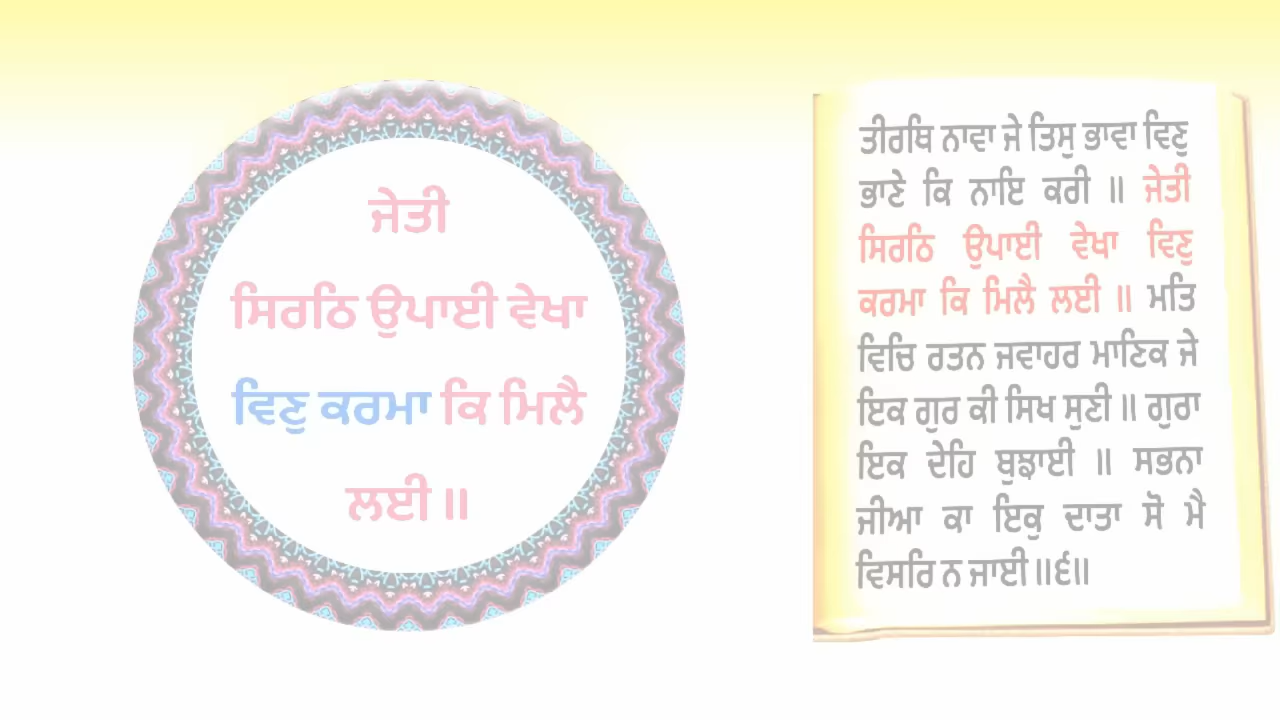 ਜੇਤੀ
ਸਿਰਠਿ ਉਪਾਈ ਵੇਖਾ
ਵਿਣੁ ਕਰਮਾ ਕਿ ਮਿਲੈ
ਲਈ ॥
ਤੀਰਥਿ ਨਾਵਾ ਜੇ ਤਿਸੁ ਭਾਵਾ ਵਿਣੁ
ਭਾਣੇ ਕਿ ਨਾਇ ਕਰੀ ॥ ਜੇਤੀ
ਸਿਰਠਿ ਉਪਾਈ ਵੇਖਾ ਵਿਣੁ
ਕਰਮਾ ਕਿ ਮਿਲੈ ਲਈ ॥ ਮਤਿ
ਵਿਚਿ ਰਤਨ ਜਵਾਹਰ ਮਾਣਿਕ ਜੇ
ਇਕ ਗੁਰ ਕੀ ਸਿਖ ਸੁਣੀ ॥ ਗੁਰਾ
ਇਕ ਦੇਹਿ ਬੁਝਾਈ ॥ ਸਭਨਾ
ਜੀਆ ਕਾ ਇਕੁ ਦਾਤਾ ਸੋ ਮੈ
ਵਿਸਰਿ ਨ ਜਾਈ ॥੬॥